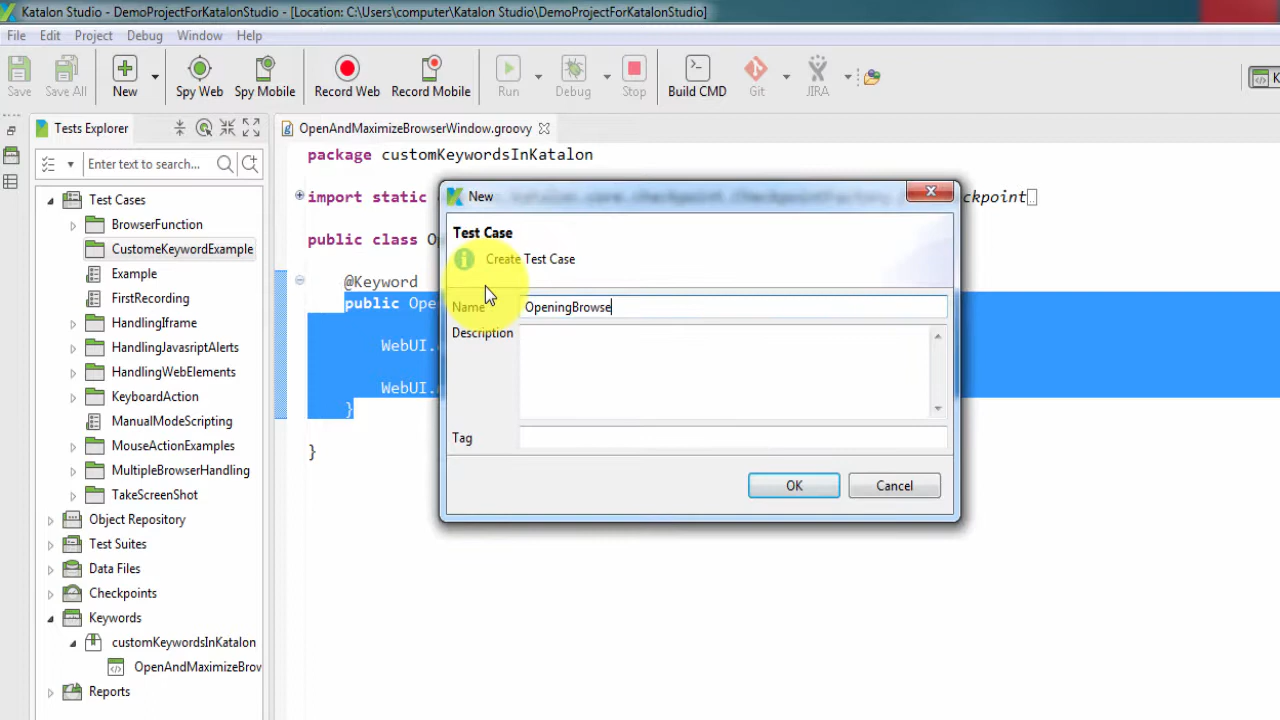 Katalon Studio - DemoProjectForKatalonStudio - [Location: C:\Users\computer\Katalon Studio\DemoProjectForKatalonStudio]
File Edit Project Debug Window Help
Save Save All New Spy Web Spy Mobile Record Web Record Mobile Run Debug Stop Build CMD Git JIRA K
Tests Explorer
OpenAndMaximizeBrowserWindow.groovy
Enter text to search...
package customKeywordsInKatalon
import static
ckpoint
public class O
@Keyword
public Ope
WebUI.
WebUI.
}
}
New
Test Case
Create Test Case
Name OpeningBrowse
Description
Tag
OK Cancel
Test Cases
BrowserFunction
CustomeKeywordExample
Example
FirstRecording
HandlingIframe
HandlingJavasriptAlerts
HandlingWebElements
KeyboardAction
ManualModeScripting
MouseActionExamples
MultipleBrowserHandling
TakeScreenShot
Object Repository
Test Suites
Data Files
Checkpoints
Keywords
customKeywordsInKatalon
OpenAndMaximizeBrov
Reports